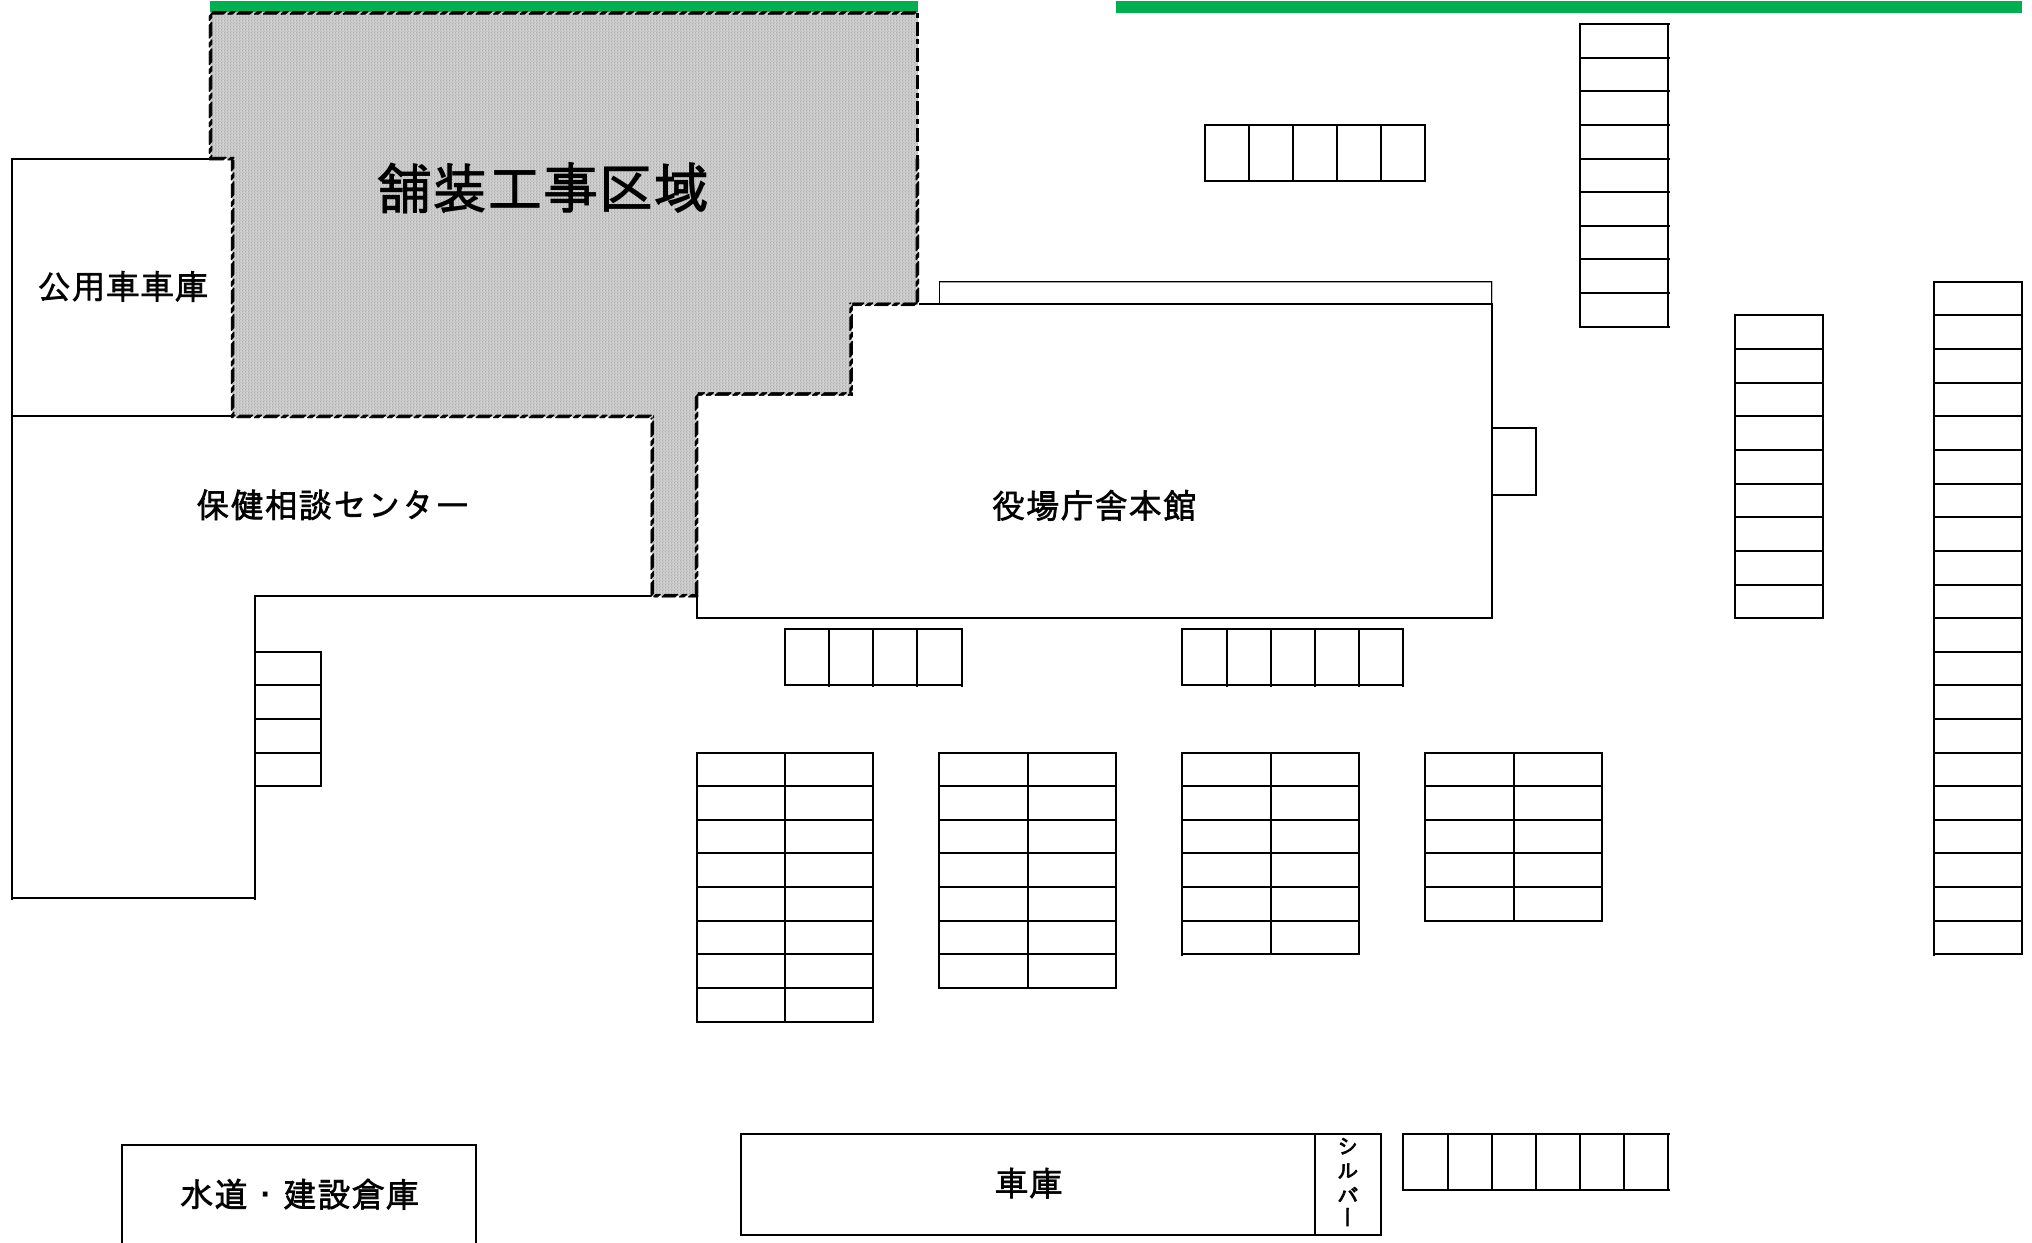 舗装工事区域
公用車車庫
保健相談センター
役場庁舎本館
水道・建設倉庫
車庫
シルバー